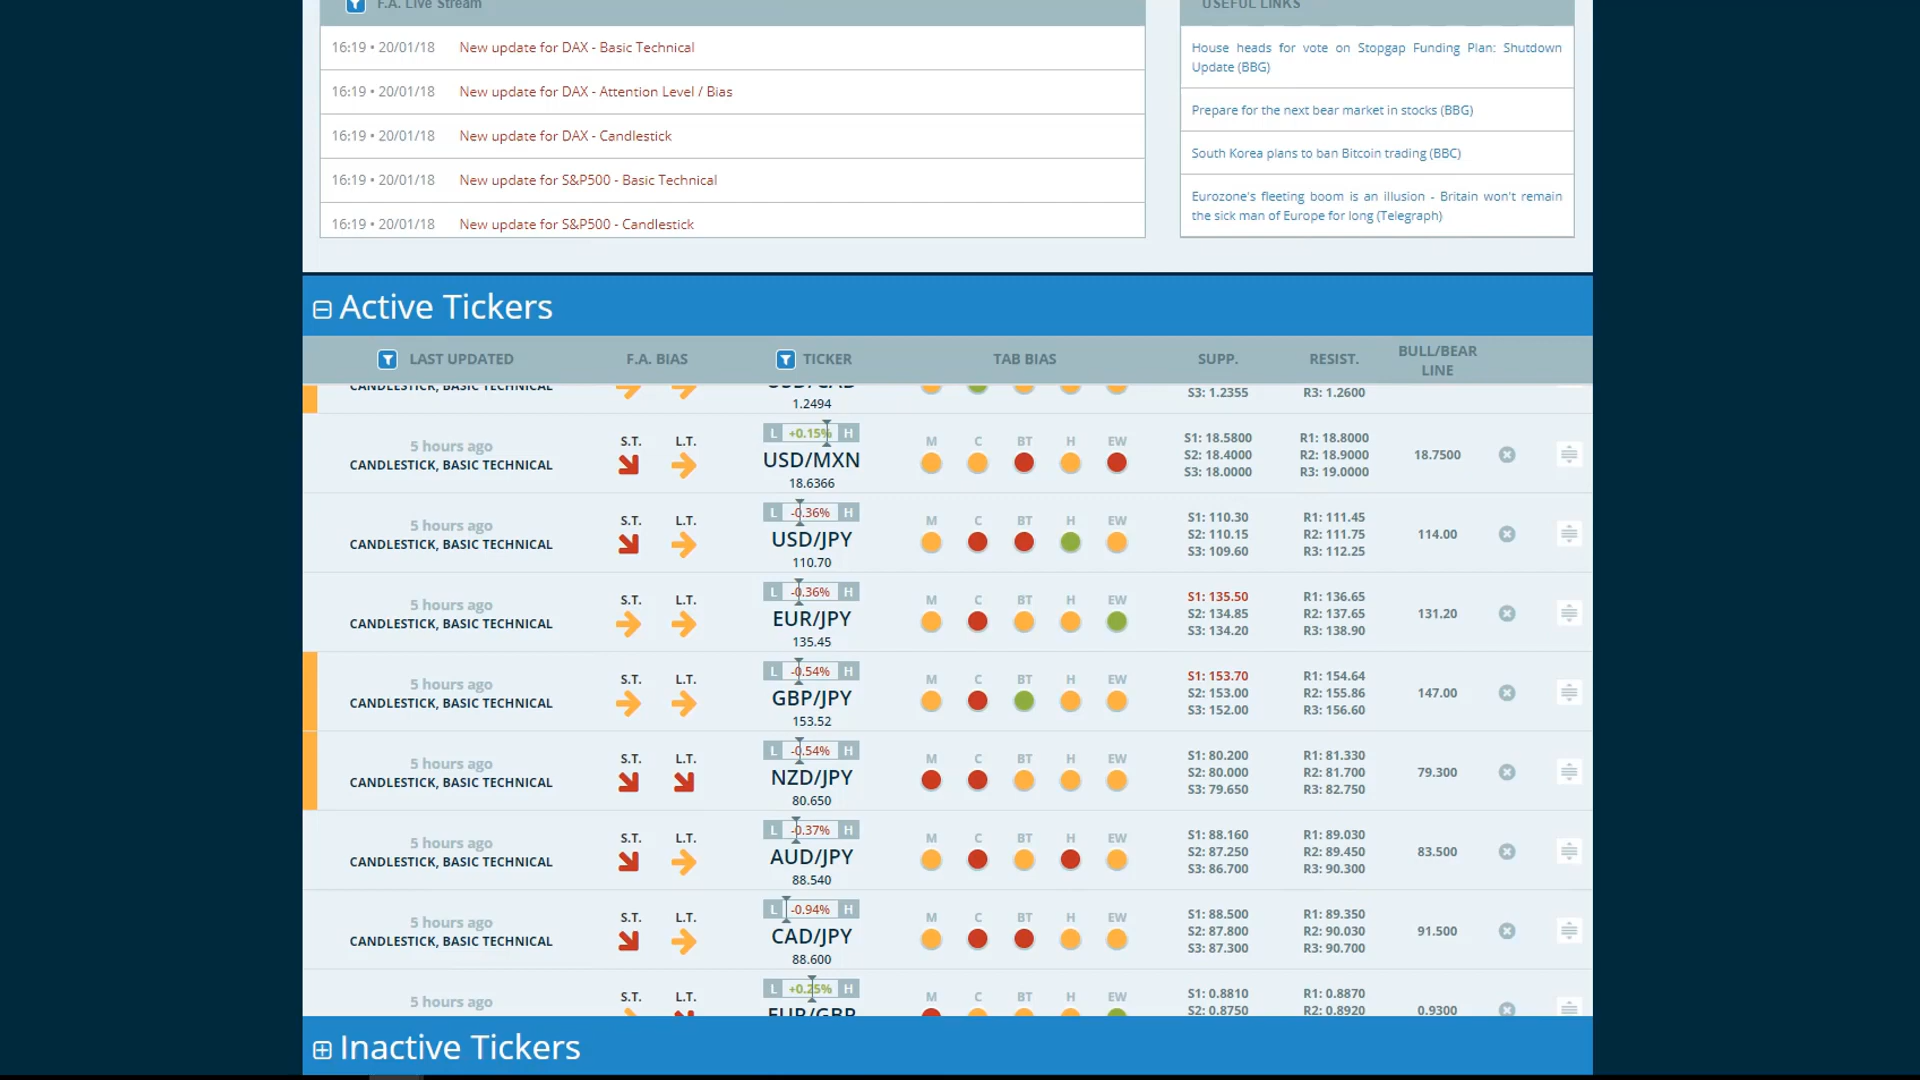 F.A. Live Stream
16:19 • 20/01/18 New update for DAX - Basic Technical
16:19 • 20/01/18 New update for DAX - Attention Level / Bias
16:19 • 20/01/18 New update for DAX - Candlestick
16:19 • 20/01/18 New update for S&P500 - Basic Technical
16:19 • 20/01/18 New update for S&P500 - Candlestick
USEFUL LINKS
House heads for vote on Stopgap Funding Plan: Shutdown
Update (BBG)
Prepare for the next bear market in stocks (BBG)
South Korea plans to ban Bitcoin trading (BBC)
Eurozone's fleeting boom is an illusion - Britain won't remain
the sick man of Europe for long (Telegraph)
Active Tickers
LAST UPDATED F.A. BIAS TICKER TAB BIAS SUPP. RESIST. BULL/BEAR
LINE
CANDLESTICK, BASIC TECHNICAL USD/CAD
1.2494 S3: 1.2355 R3: 1.2600
L +0.15% H
5 hours ago S.T. L.T. M C BT H EW S1: 18.5800 R1: 18.8000
CANDLESTICK, BASIC TECHNICAL USD/MXN S2: 18.4000 R2: 18.9000 18.7500
18.6366 S3: 18.0000 R3: 19.0000
L -0.36% H
5 hours ago S.T. L.T. M C BT H EW S1: 110.30 R1: 111.45
CANDLESTICK, BASIC TECHNICAL USD/JPY S2: 110.15 R2: 111.75 114.00
110.70 S3: 109.60 R3: 112.25
L -0.36% H
5 hours ago S.T. L.T. M C BT H EW S1: 135.50 R1: 136.65
CANDLESTICK, BASIC TECHNICAL EUR/JPY S2: 134.85 R2: 137.65 131.20
135.45 S3: 134.20 R3: 138.90
L -0.54% H
5 hours ago S.T. L.T. M C BT H EW S1: 153.70 R1: 154.64
CANDLESTICK, BASIC TECHNICAL GBP/JPY S2: 153.00 R2: 155.86 147.00
153.52 S3: 152.00 R3: 156.60
L -0.54% H
5 hours ago S.T. L.T. M C BT H EW S1: 80.200 R1: 81.330
CANDLESTICK, BASIC TECHNICAL NZD/JPY S2: 80.000 R2: 81.700 79.300
80.650 S3: 79.650 R3: 82.750
L -0.37% H
5 hours ago S.T. L.T. M C BT H EW S1: 88.160 R1: 89.030
CANDLESTICK, BASIC TECHNICAL AUD/JPY S2: 87.250 R2: 89.450 83.500
88.540 S3: 86.700 R3: 90.300
L -0.94% H
5 hours ago S.T. L.T. M C BT H EW S1: 88.500 R1: 89.350
CANDLESTICK, BASIC TECHNICAL CAD/JPY S2: 87.800 R2: 90.030 91.500
88.600 S3: 87.300 R3: 90.700
L +0.25% H
5 hours ago S.T. L.T. M C BT H EW S1: 0.8810 R1: 0.8870
EUR/GBP S2: 0.8750 R2: 0.8920 0.9300
Inactive Tickers